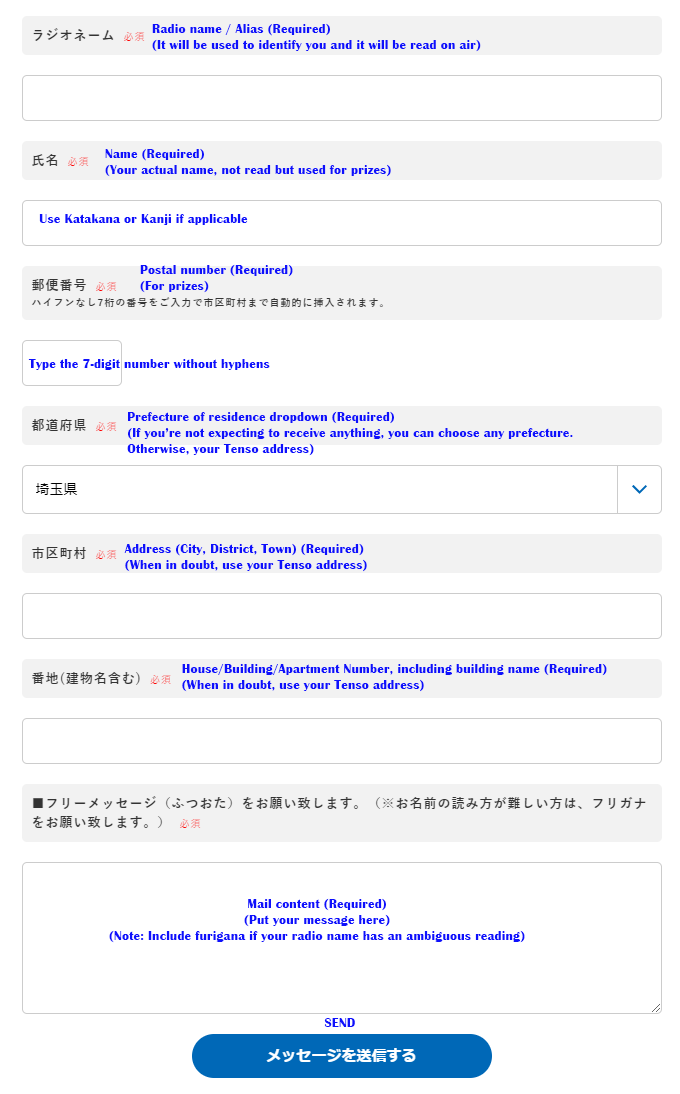 ラジオネーム 必須 Radio name / Alias (Required)
(It will be used to identify you and it will be read on air)
氏名 必須 Name (Required)
(Your actual name, not read but used for prizes)
Use Katakana or Kanji if applicable
Postal number (Required)
郵便番号 必須 (For prizes)
ハイフンなし7桁の番号をご入力で市区町村まで自動的に挿入されます。
Type the 7-digit number without hyphens
Prefecture of residence dropdown (Required)
都道府県 必須 (If you're not expecting to receive anything, you can choose any prefecture.
Otherwise, your Tenso address)
埼玉県
市区町村 必須 Address (City, District, Town) (Required)
(When in doubt, use your Tenso address)
House/Building/Apartment Number, including building name (Required)
番地(建物名含む) 必須 (When in doubt, use your Tenso address)
■フリーメッセージ（ふつおた）をお願い致します。（※お名前の読み方が難しい方は、フリガナ
をお願い致します。） 必須
Mail content (Required)
(Put your message here)
(Note: Include furigana if your radio name has an ambiguous reading)
SEND
メッセージを送信する